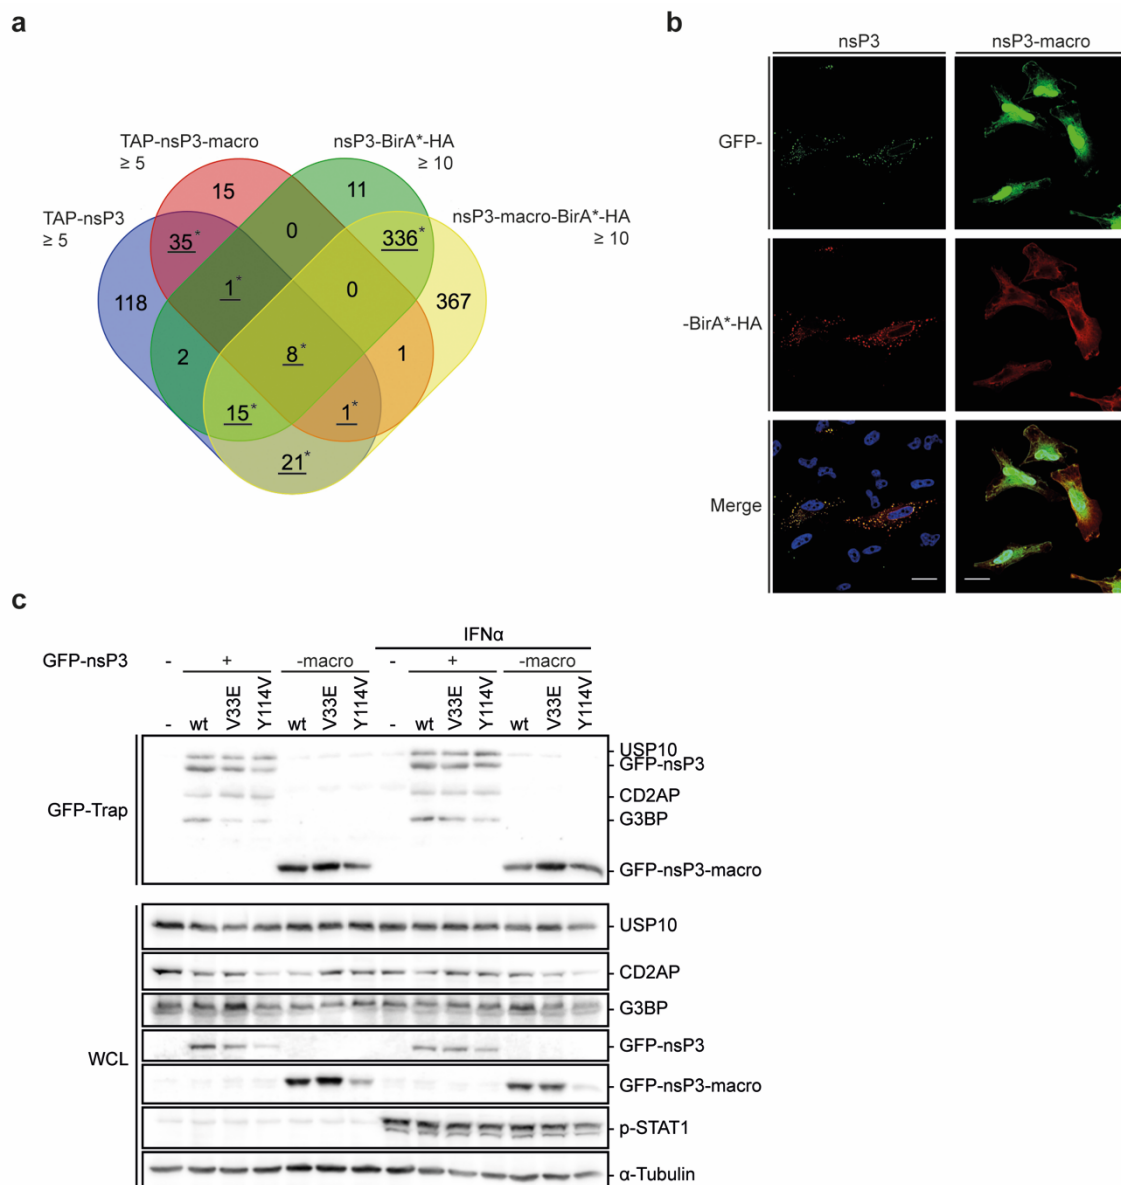 a
TAP-nsP3-macro
≥ 5
nsP3-BirA*-HA
≥ 10
TAP-nsP3
≥ 5
nsP3-macro-BirA*-HA
≥ 10
15
11
35*
0
336*
118
1*
0
367
2
8*
1
15*
1*
21*
b
nsP3
nsP3-macro
GFP-
-BirA*-HA
Merge
c
IFNα
GFP-nsP3 - + -macro - + -macro
- wt V33E Y114V wt V33E Y114V - wt V33E Y114V wt V33E Y114V
GFP-Trap
USP10
GFP-nsP3
CD2AP
G3BP
GFP-nsP3-macro
WCL
USP10
CD2AP
G3BP
GFP-nsP3
GFP-nsP3-macro
p-STAT1
α-Tubulin